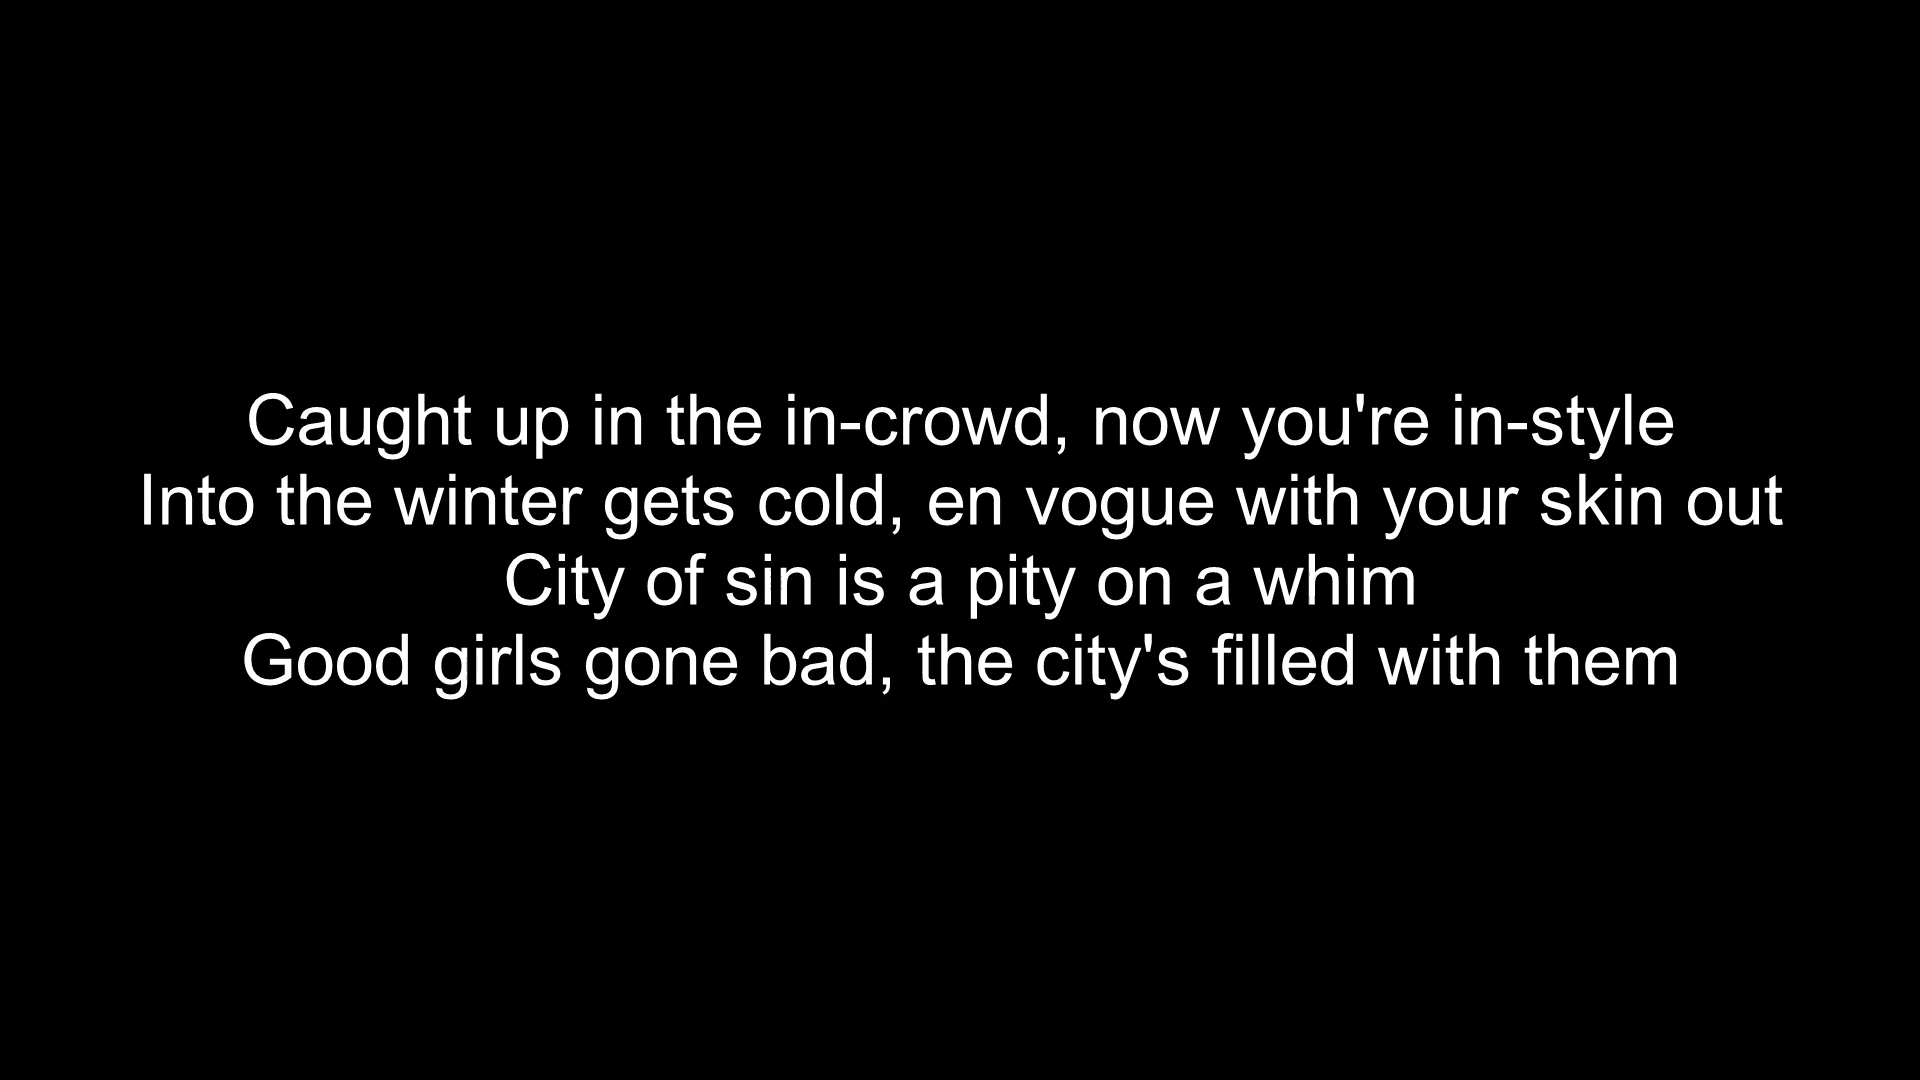 Caught up in the in-crowd, now you're in-style
Into the winter gets cold, en vogue with your skin out
City of sin is a pity on a whim
Good girls gone bad, the city's filled with them